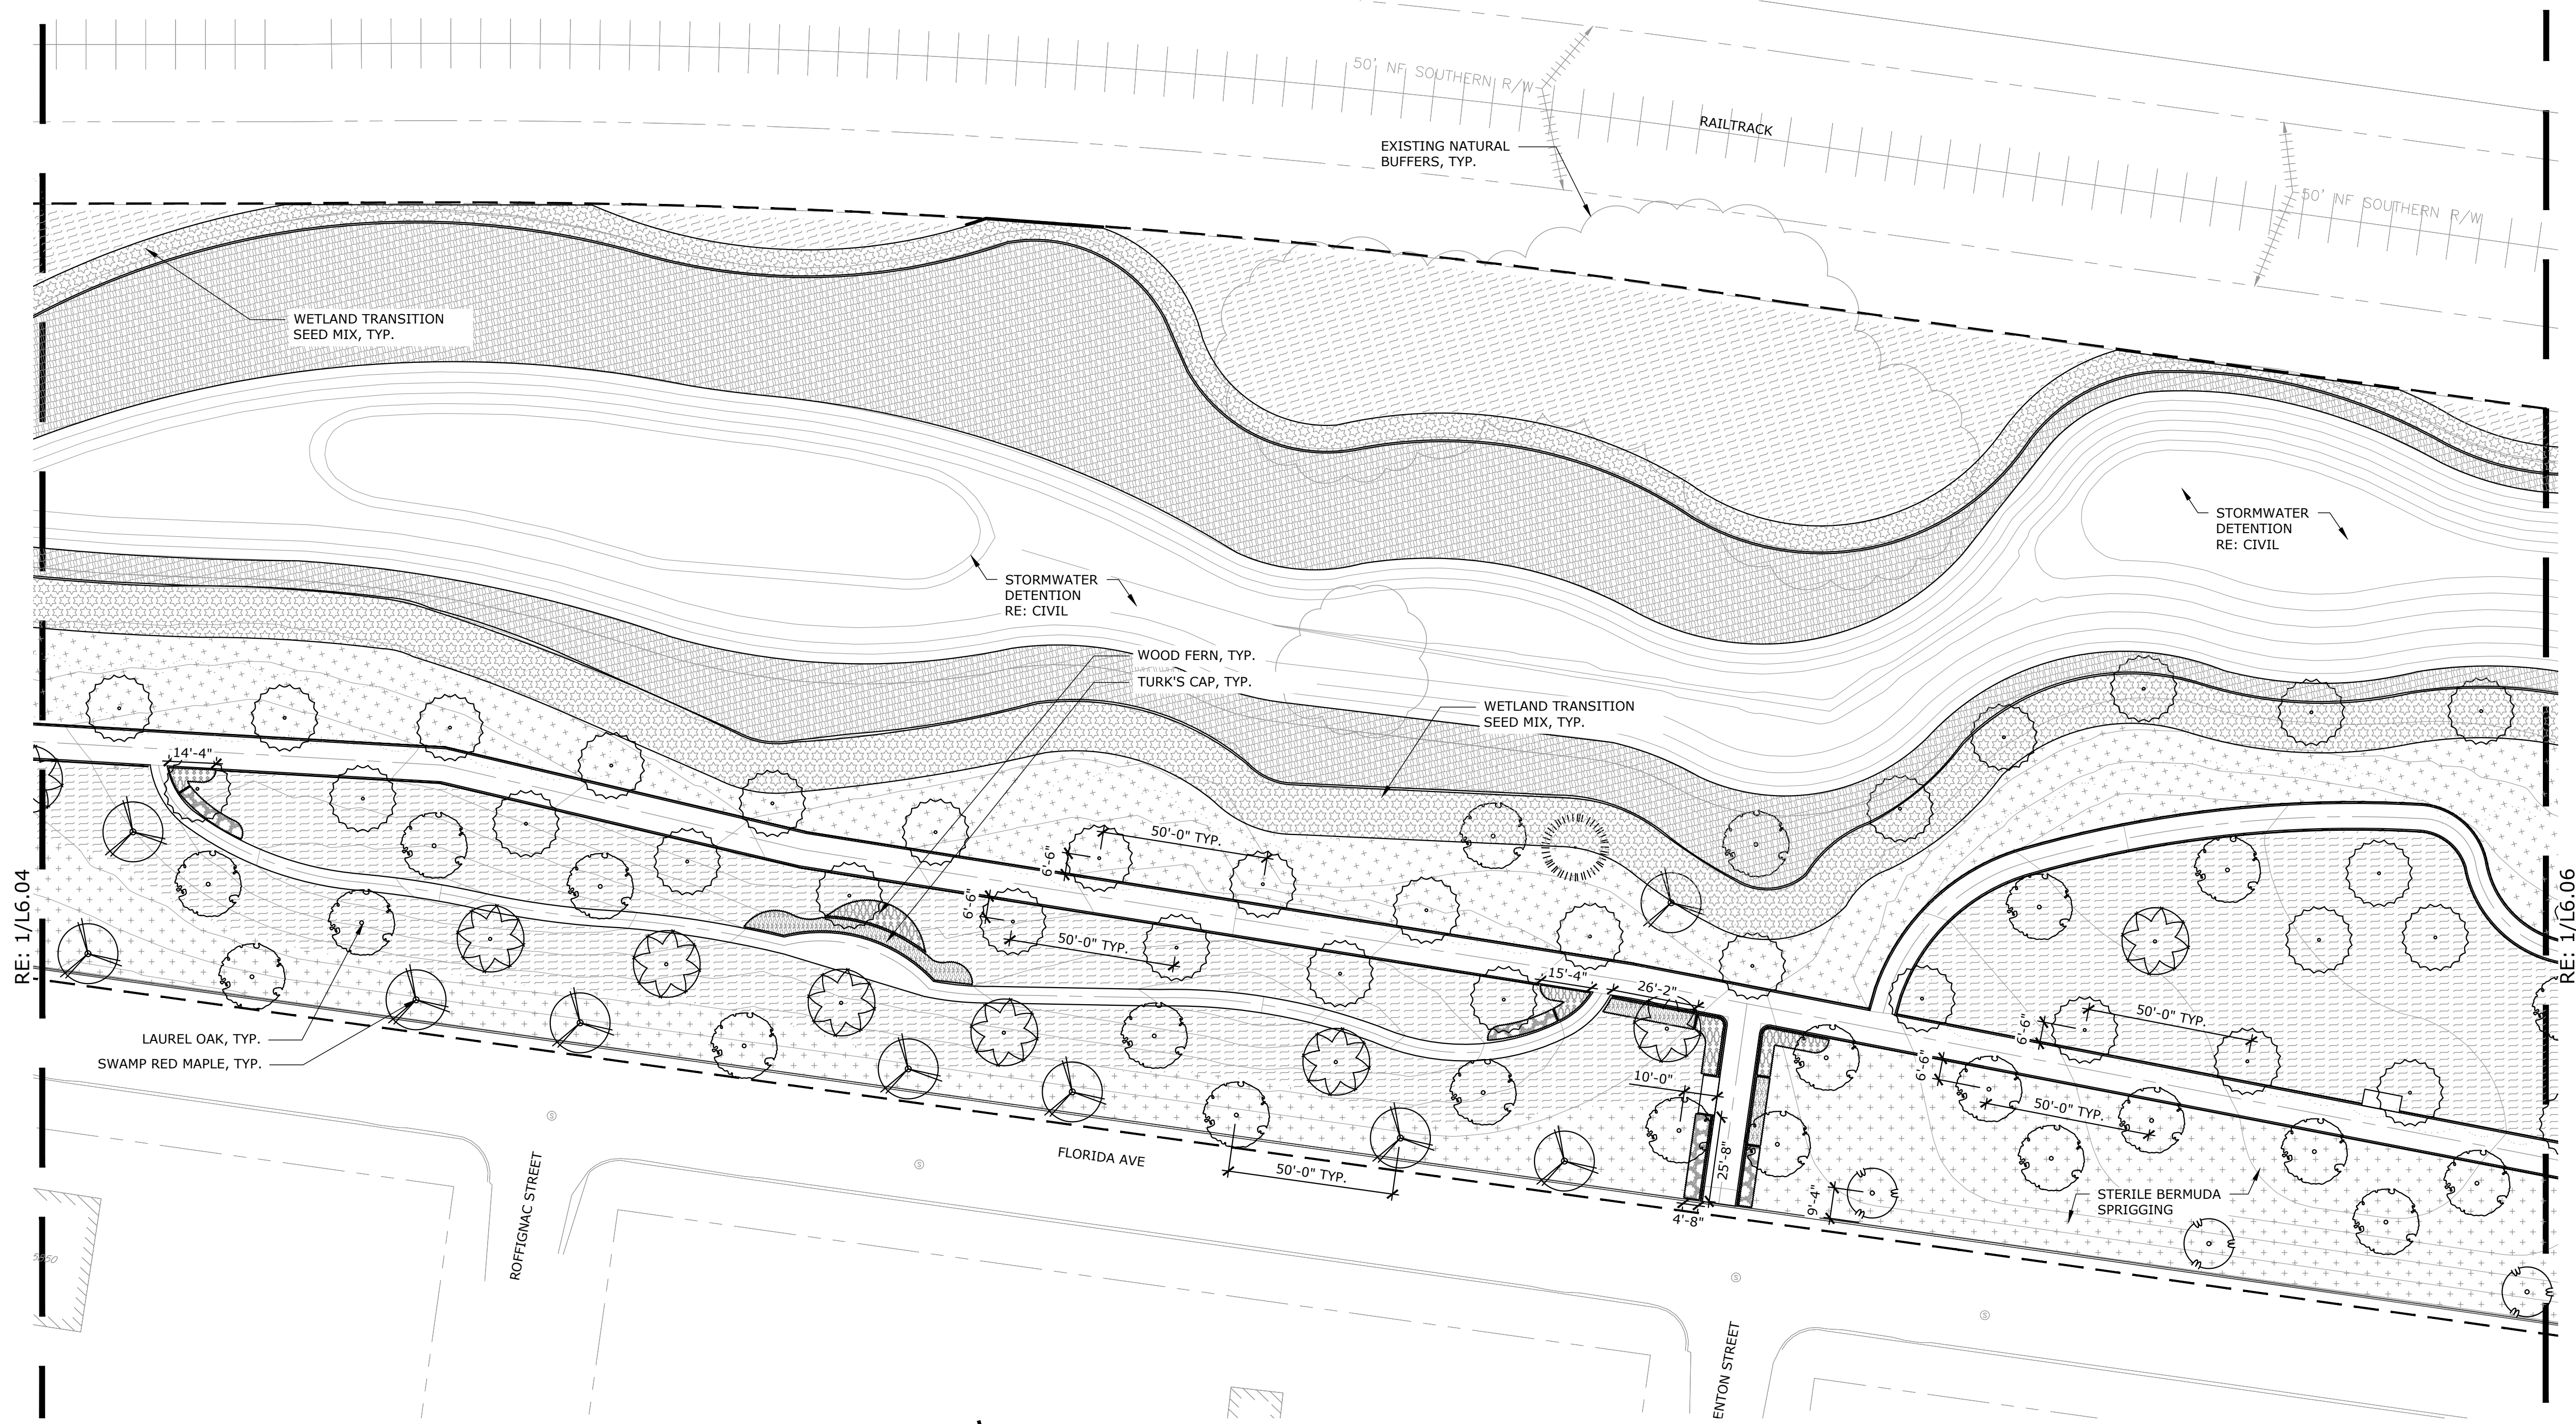 50' NF SOUTHERN R/W
RAILTRACK
EXISTING NATURAL
BUFFERS, TYP.
50' NF SOUTHERN R/W
WETLAND TRANSITION
SEED MIX, TYP.
STORMWATER
DETENTION
RE: CIVIL
STORMWATER
DETENTION
RE: CIVIL
WOOD FERN, TYP.
TURK'S CAP, TYP.
WETLAND TRANSITION
SEED MIX, TYP.
14'-4"
50'-0" TYP.
6'-6"
6'-6"
50'-0" TYP.
RE: 1/L6.04
RE: 1/L6.06
15'-4"
26'-2"
50'-0" TYP.
6'-6"
6'-6"
LAUREL OAK, TYP.
SWAMP RED MAPLE, TYP.
10'-0"
50'-0" TYP.
FLORIDA AVE
50'-0" TYP.
25'-8"
9'-4"
4'-8"
STERILE BERMUDA
SPRIGGING
ROFFIGNAC STREET
ENTON STREET
S
S
S
S